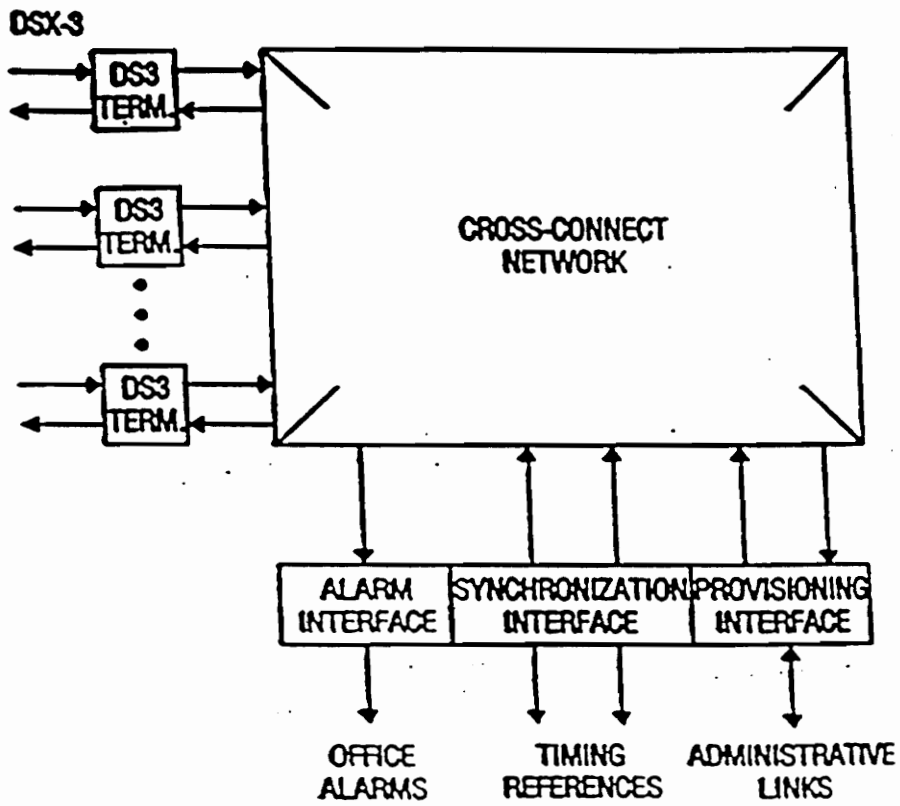 DSX-3
DS3
TERM.
DS3
TERM.
DS3
TERM.
CROSS-CONNECT
NETWORK
ALARM
INTERFACE
SYNCHRONIZATION
INTERFACE
PROVISIONING
INTERFACE
OFFICE
ALARMS
TIMING
REFERENCES
ADMINISTRATIVE
LINKS